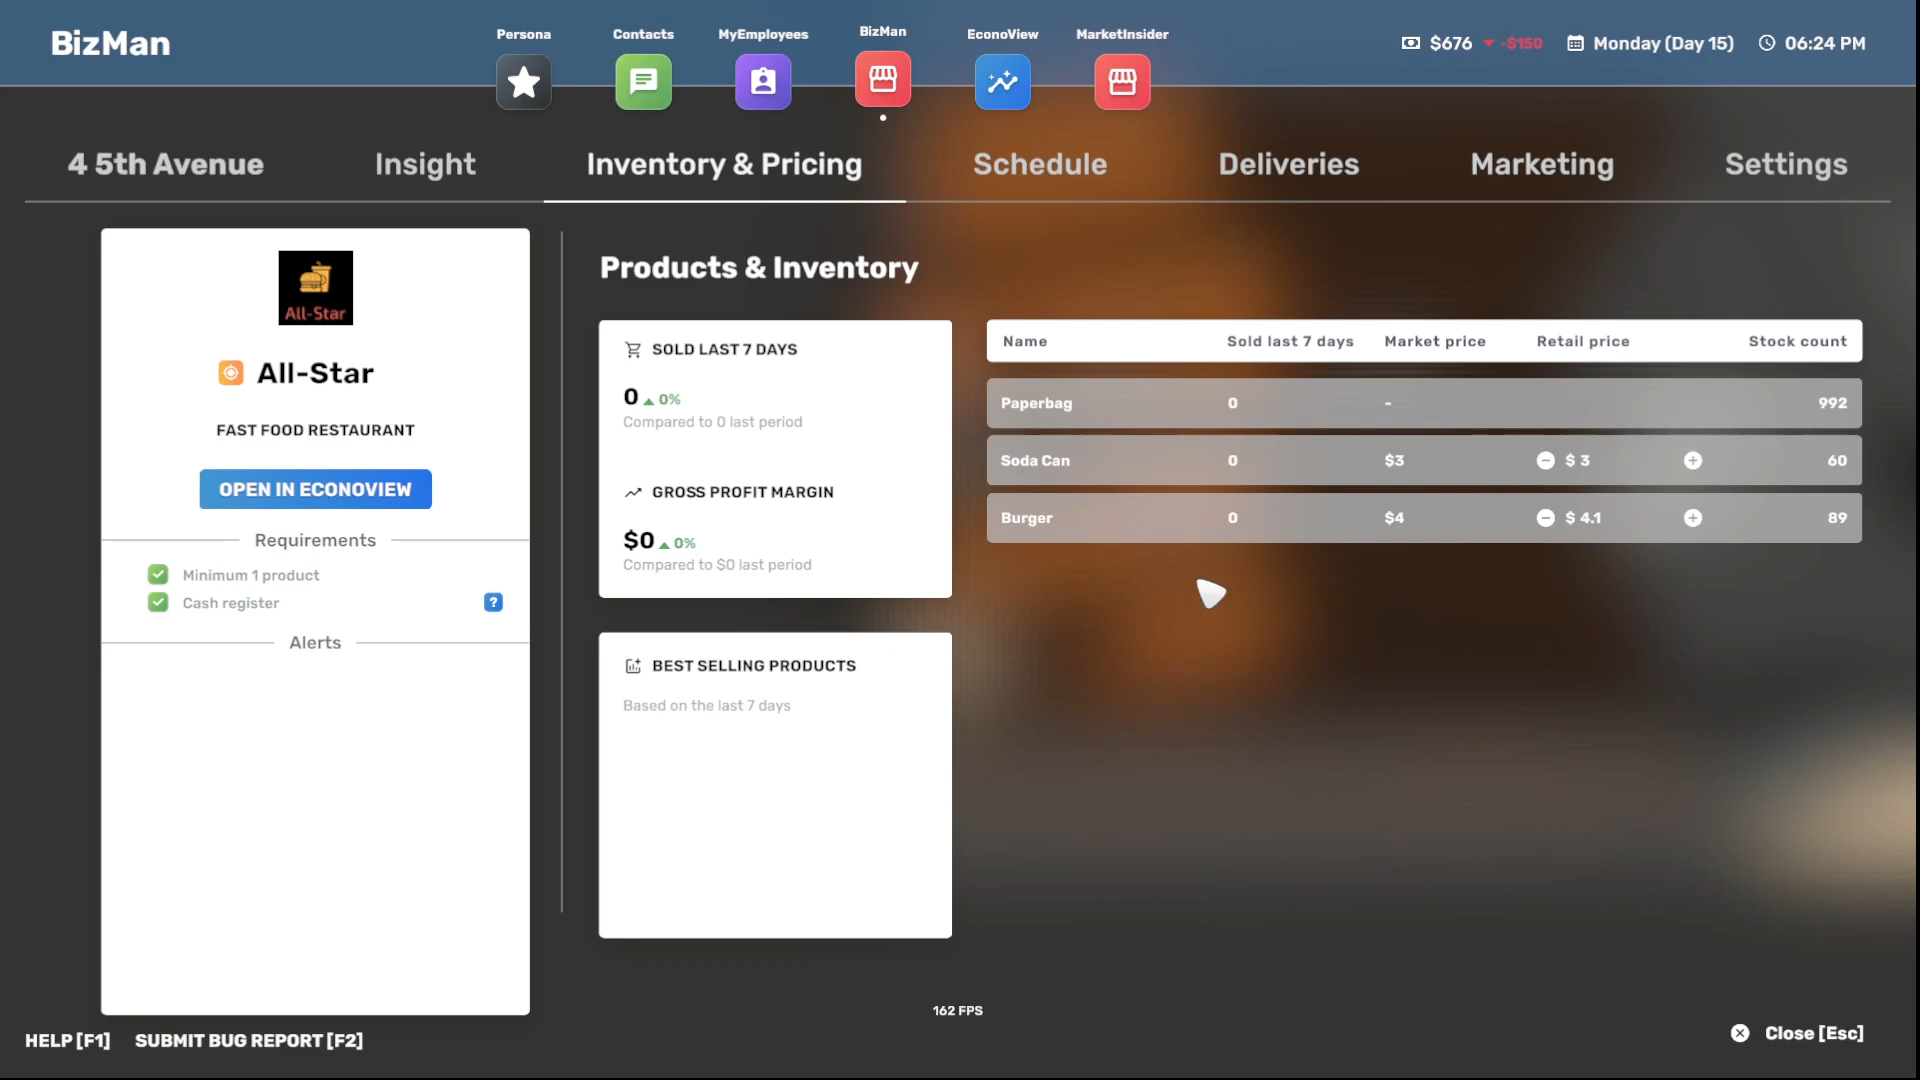 BizMan
Persona
Contacts
MyEmployees
BizMan
EconoView
MarketInsider
$676 -$150 Monday (Day 15) 06:24 PM
4 5th Avenue
Insight
Inventory & Pricing
Schedule
Deliveries
Marketing
Settings
All-Star
All-Star
FAST FOOD RESTAURANT
OPEN IN ECONOVIEW
Requirements
Minimum 1 product
Cash register ?
Alerts
Products & Inventory
SOLD LAST 7 DAYS
0 0%
Compared to 0 last period
GROSS PROFIT MARGIN
$0 0%
Compared to $0 last period
BEST SELLING PRODUCTS
Based on the last 7 days
Name Sold last 7 days Market price Retail price Stock count
Paperbag 0 - 992
Soda Can 0 $3 $ 3 60
Burger 0 $4 $ 4.1 89
162 FPS
HELP [F1] SUBMIT BUG REPORT [F2]
Close [Esc]